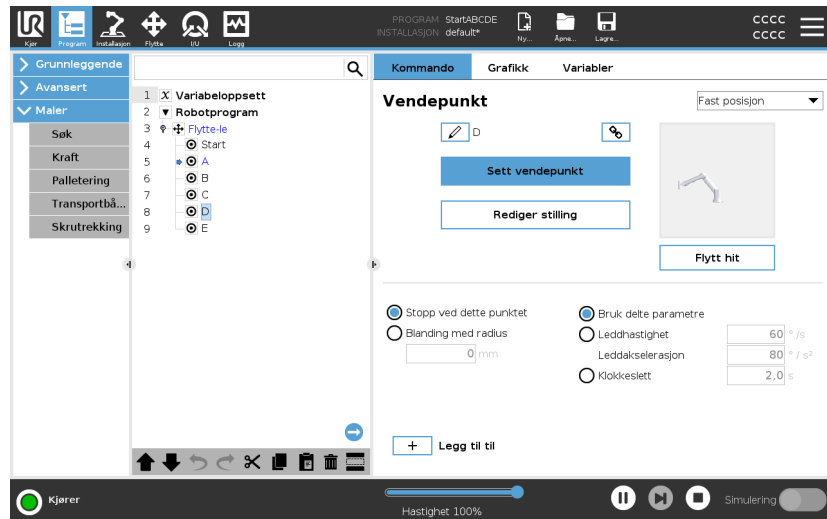 PROGRAM StartABCDE
INSTALLASJON default*
UR
Kjør Program Installasjon Flytte I/U Logg Ny... Åpne... Lagre...
cccc
cccc
Grunnleggende
Avansert
Maler
Søk
Kraft
Palletering
Transportbå...
Skrutrekking
1 X Variabeloppsett
2 Robotprogram
3 Flytte-le
4 Start
5 A
6 B
7 C
8 D
9 E
Kommando Grafikk Variabler
Vendepunkt
Fast posisjon
D
Sett vendepunkt
Rediger stilling
Flytt hit
Stopp ved dette punktet
Blanding med radius
0 mm
Bruk delte parametre
Leddhastighet 60 °/s
Leddakselerasjon 80 °/s²
Klokkeslett 2,0 s
+ Legg til til
Kjører
Hastighet 100%
Simulering